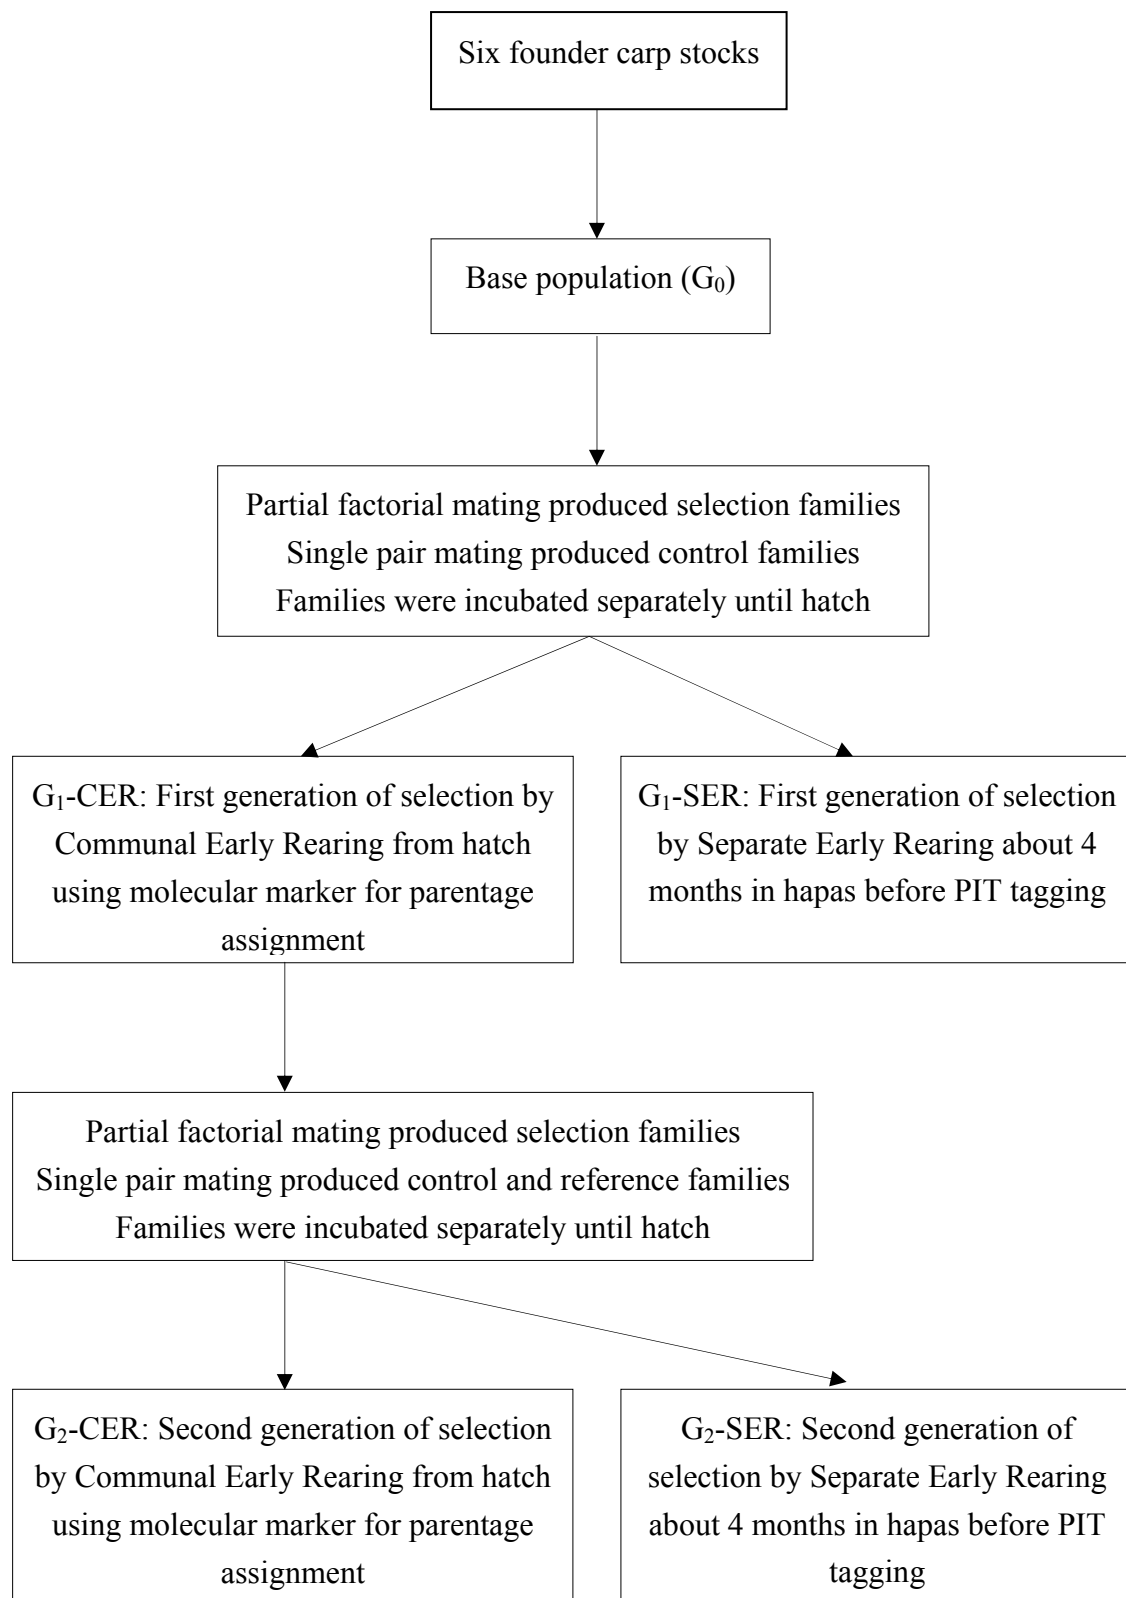 Six founder carp stocks
Base population (G₀)
Partial factorial mating produced selection families
Single pair mating produced control families
Families were incubated separately until hatch
G₁-CER: First generation of selection by
Communal Early Rearing from hatch
using molecular marker for parentage
assignment
G₁-SER: First generation of selection
by Separate Early Rearing about 4
months in hapas before PIT tagging
Partial factorial mating produced selection families
Single pair mating produced control and reference families
Families were incubated separately until hatch
G₂-CER: Second generation of selection
by Communal Early Rearing from hatch
using molecular marker for parentage
assignment
G₂-SER: Second generation of
selection by Separate Early Rearing
about 4 months in hapas before PIT
tagging